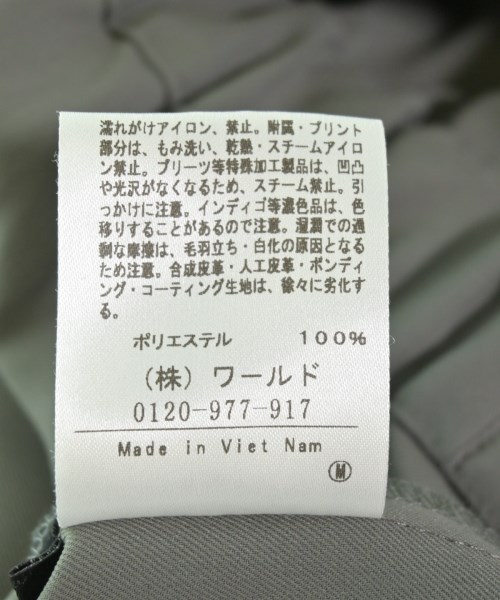 濡れがけアイロン、禁止。附属・プリント
部分は、もみ洗い、乾熱・スチームアイロ
ン禁止。プリーツ等特殊加工製品は、凹凸
や光沢がなくなるため、スチーム禁止。引
っかけに注意。インディゴ等濃色品は、色
移りすることがあるので注意。湿潤での過
剰な摩擦は、毛羽立ち・白化の原因となる
ため注意。合成皮革・人工皮革・ボンディ
ング・コーティング生地は、徐々に劣化す
る。
ポリエステル 100%
（株）ワールド
0120-977-917
Made in Viet Nam
Ⓜ